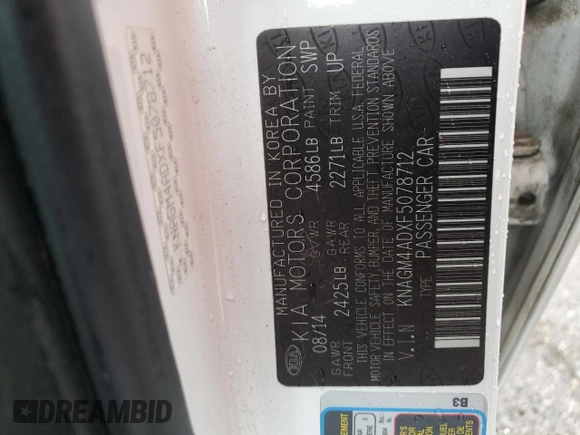 MANUFACTURED IN KOREA BY
KIA MOTORS CORPORATION
08/14 GVWR 4586LB PAINT SWP
GAWR FRONT 2425LB GAWR REAR 2271LB TRIM UP
THIS VEHICLE CONFORMS TO ALL APPLICABLE U.S.A. FEDERAL
MOTOR VEHICLE SAFETY, BUMPER, AND THEFT PREVENTION STANDARDS
IN EFFECT ON THE DATE OF MANUFACTURE SHOWN ABOVE
V.I.N KNAGM4ADXF5078712
TYPE PASSENGER CAR
KIA
B3
DREAMBID